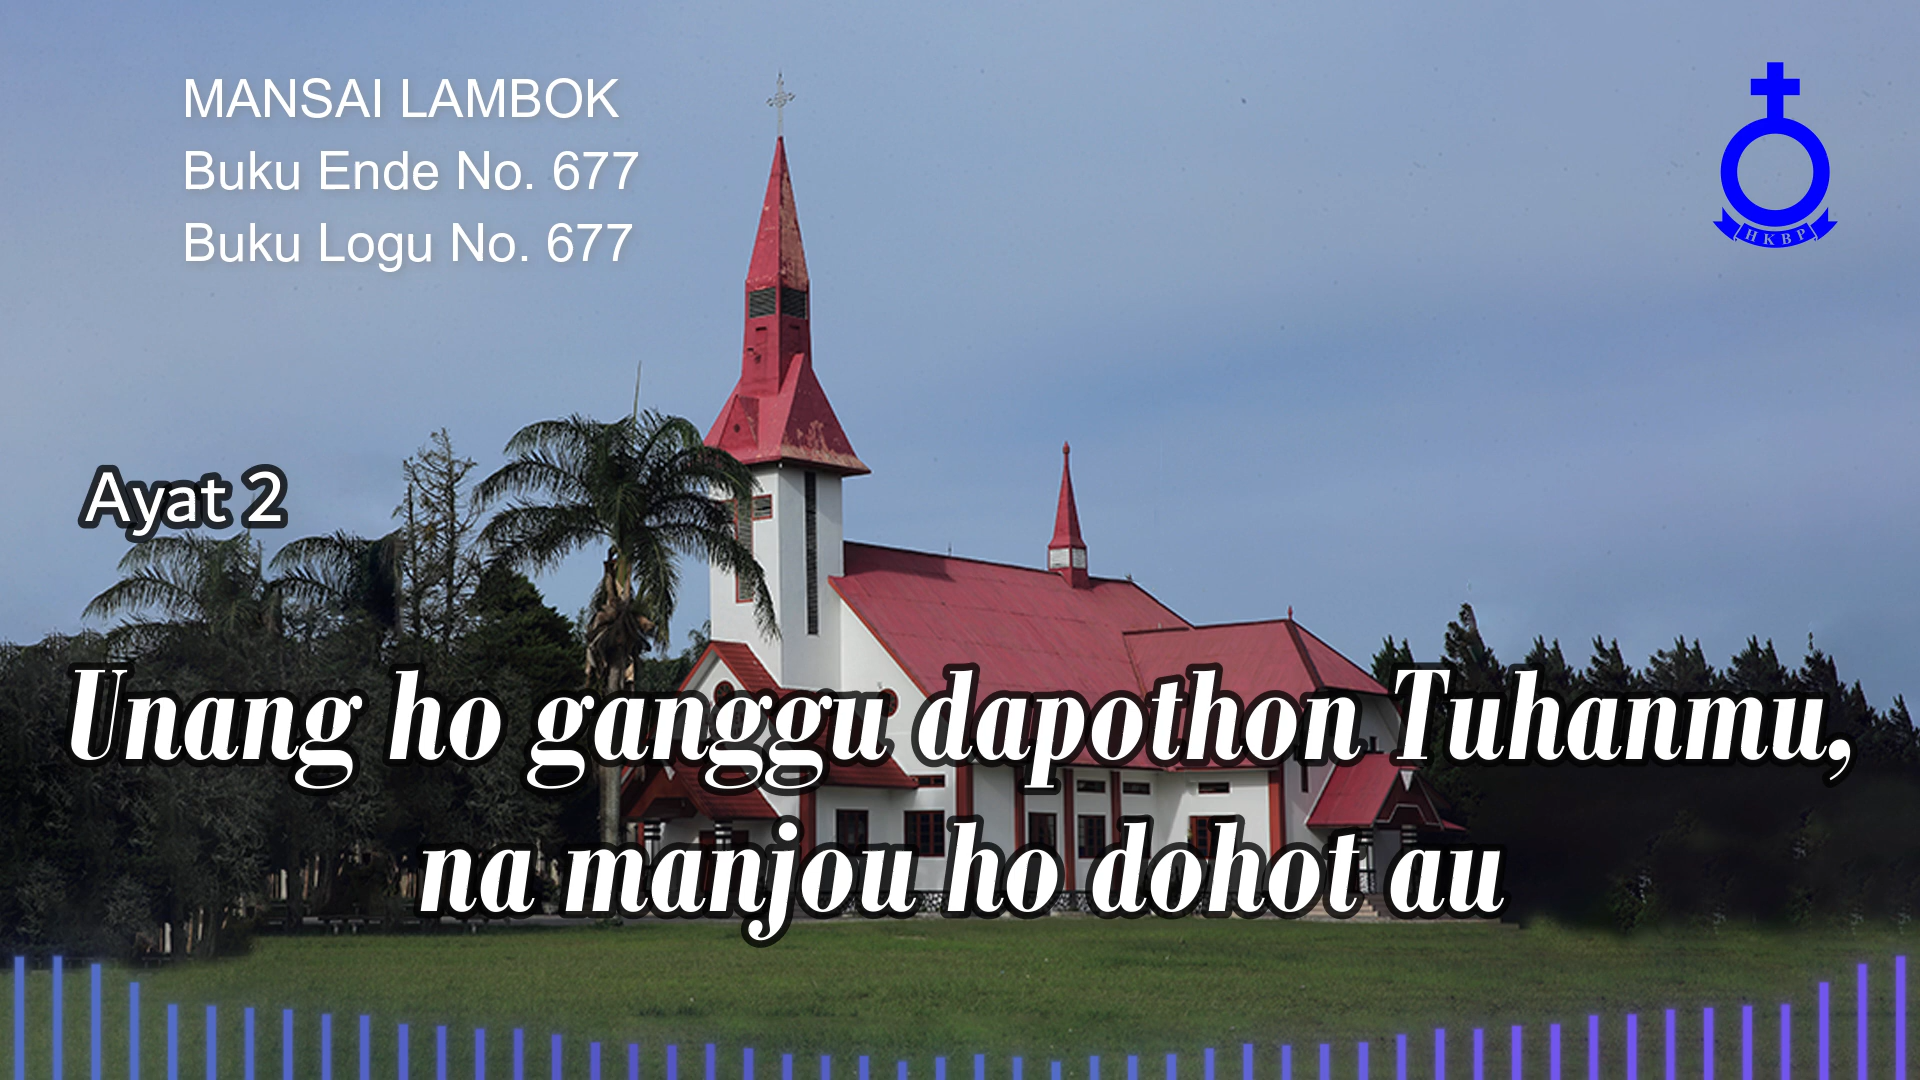 MANSAI LAMBOK
Buku Ende No. 677
Buku Logu No. 677
HKBP
Ayat 2
Unang ho ganggu dapothon Tuhanmu,
na manjou ho dohot au